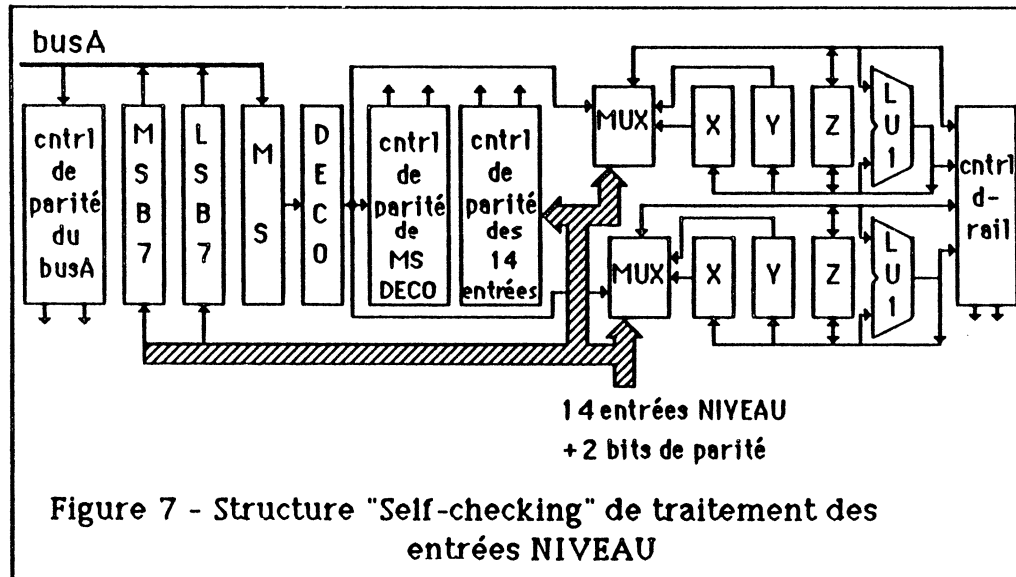 busA
cntrl
de
parité
du
busA
M
S
B
7
L
S
B
7
M
S
D
E
C
O
cntrl
de
parité
de
MS
DECO
cntrl
de
parité
des
14
entrées
MUX
X
Y
Z
L
U
1
MUX
X
Y
Z
L
U
1
cntrl
d-
rail
14 entrées NIVEAU
+2 bits de parité
Figure 7 - Structure "Self-checking" de traitement des
entrées NIVEAU